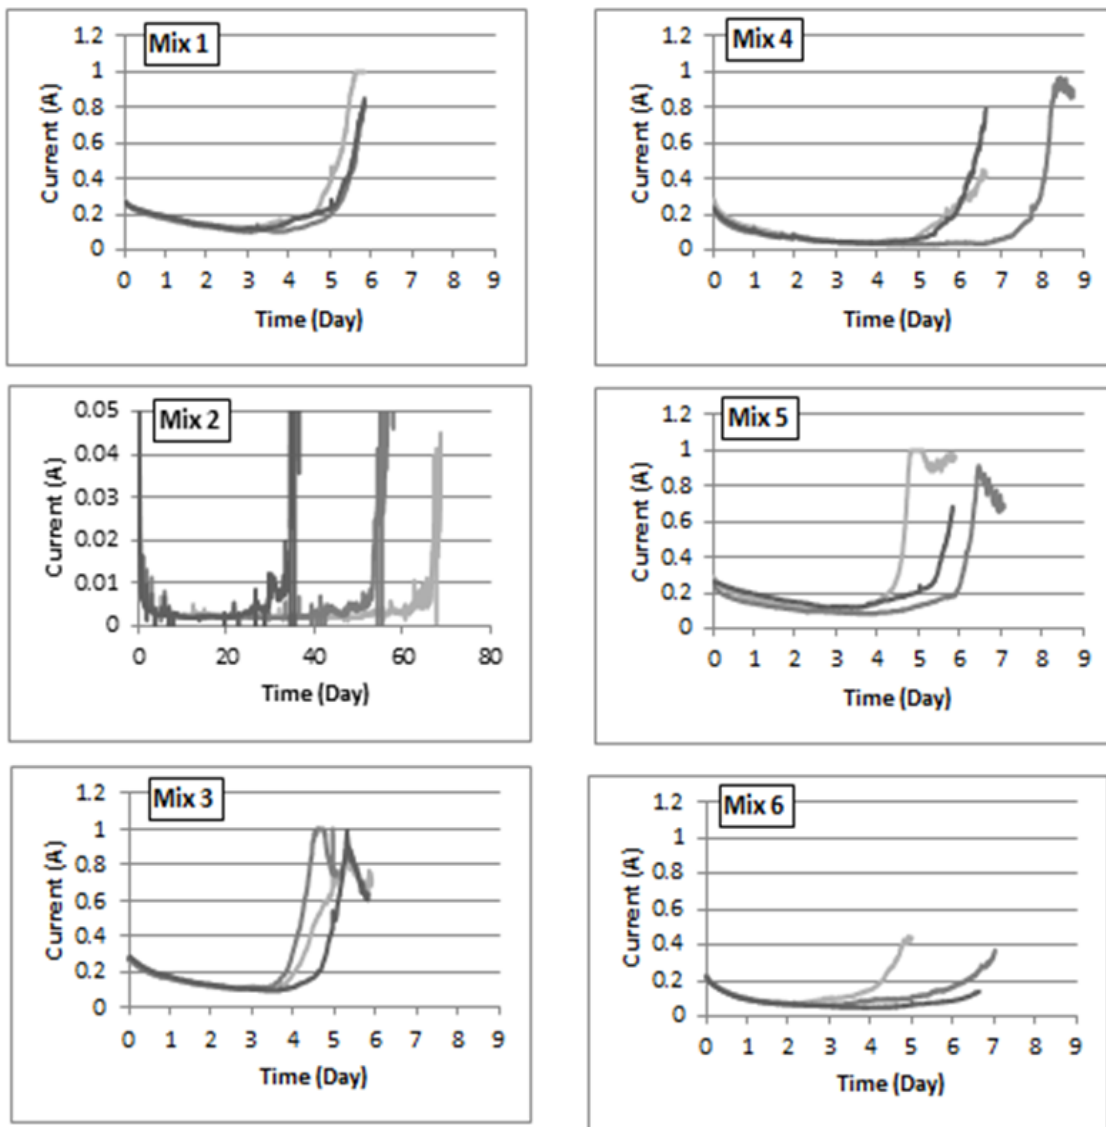 Mix 1
1.2
1
0.8
0.6
0.4
0.2
0
Current (A)
0 1 2 3 4 5 6 7 8 9
Time (Day)
Mix 4
1.2
1
0.8
0.6
0.4
0.2
0
Current (A)
0 1 2 3 4 5 6 7 8 9
Time (Day)
Mix 2
0.05
0.04
0.03
0.02
0.01
0
Current (A)
0 20 40 60 80
Time (Day)
Mix 5
1.2
1
0.8
0.6
0.4
0.2
0
Current (A)
0 1 2 3 4 5 6 7 8 9
Time (Day)
Mix 3
1.2
1
0.8
0.6
0.4
0.2
0
Current (A)
0 1 2 3 4 5 6 7 8 9
Time (Day)
Mix 6
1.2
1
0.8
0.6
0.4
0.2
0
Current (A)
0 1 2 3 4 5 6 7 8 9
Time (Day)